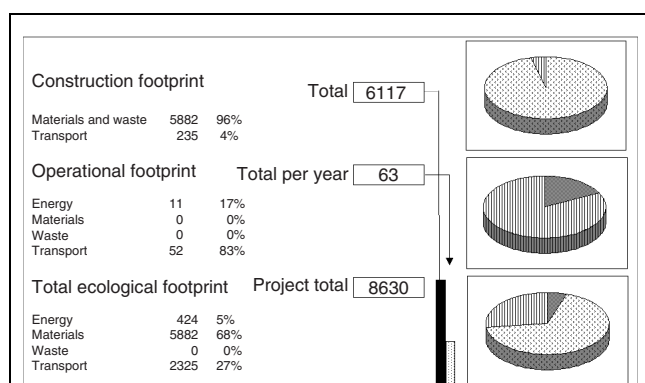 Construction footprint Total 6117
Materials and waste 5882 96%
Transport 235 4%
Operational footprint Total per year 63
Energy 11 17%
Materials 0 0%
Waste 0 0%
Transport 52 83%
Total ecological footprint Project total 8630
Energy 424 5%
Materials 5882 68%
Waste 0 0%
Transport 2325 27%